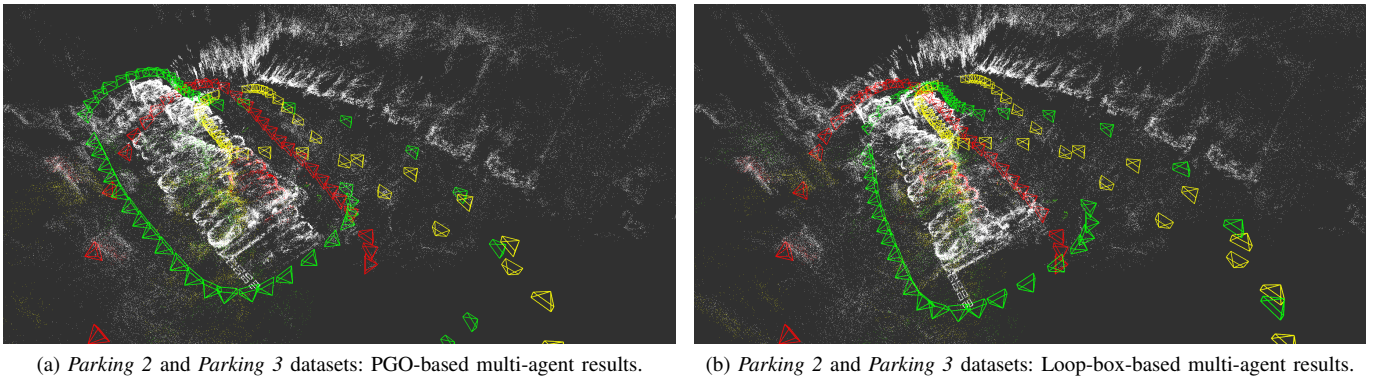 (a) Parking 2 and Parking 3 datasets: PGO-based multi-agent results.
(b) Parking 2 and Parking 3 datasets: Loop-box-based multi-agent results.